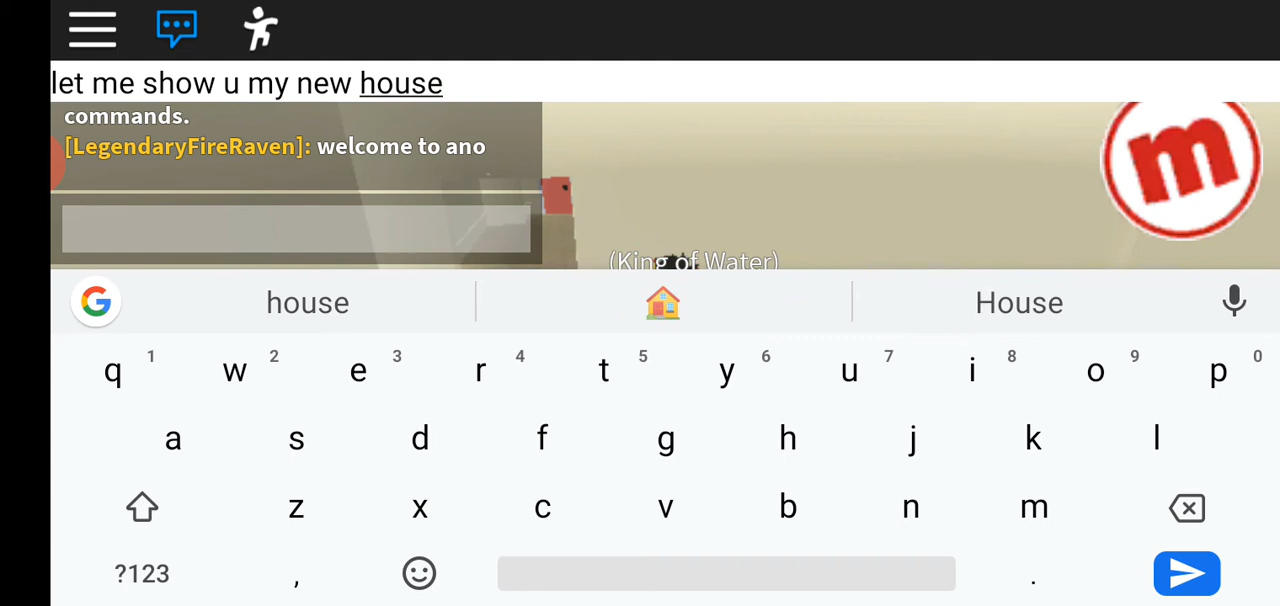 let me show u my new house
commands.
[LegendaryFireRaven]: welcome to ano
m
(King of Water)
G house House
1 2 3 4 5 6 7 8 9 0
q w e r t y u i o p
a s d f g h j k l
z x c v b n m
?123 , .